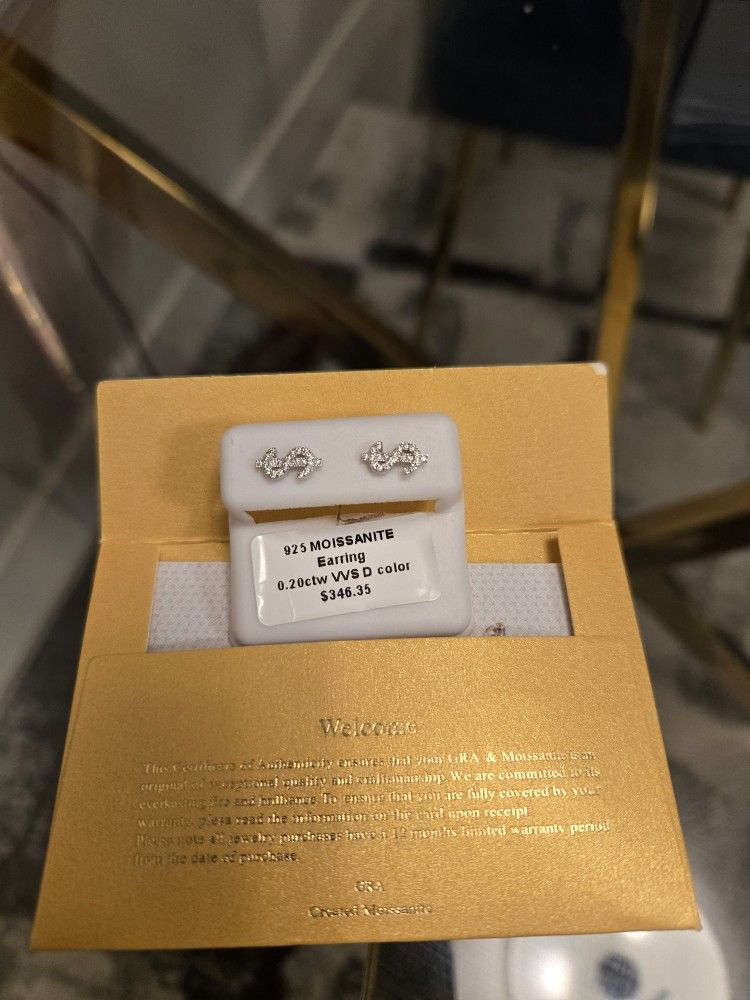 925 MOISSANITE
Earring
0.20ctw VVS D color
$346.35
Welcome
This Certificate of Authenticity ensures that your GRA & Moissanite is an
original of exceptional quality and craftsmanship. We are committed to its
everlasting fire and brilliance. To ensure that you are fully covered by your
warranty, pleas read the information on the card upon receipt.
Please note all jewelry purchases have a 12 months limited warranty period
from the date of purchase.
GRA
Created Moissanite